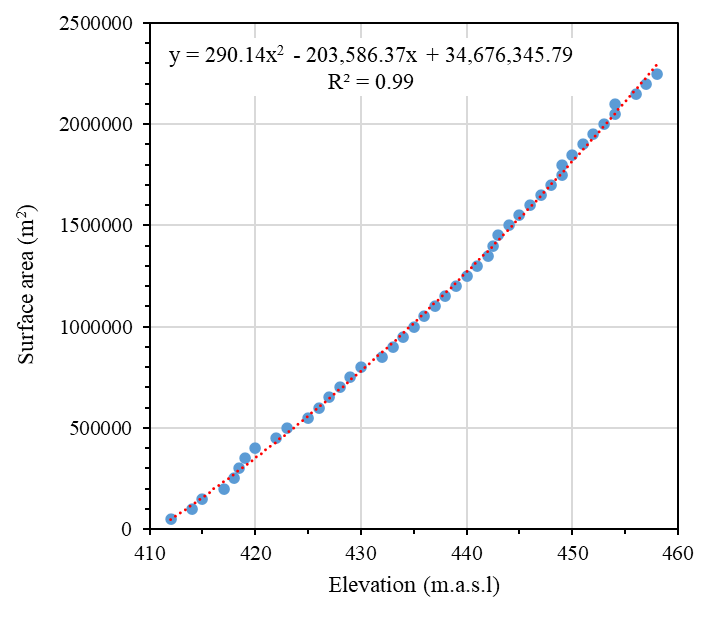 y = 290.14x² - 203,586.37x + 34,676,345.79
R² = 0.99
2500000
2000000
1500000
1000000
500000
0
Surface area (m²)
410 420 430 440 450 460
Elevation (m.a.s.l)